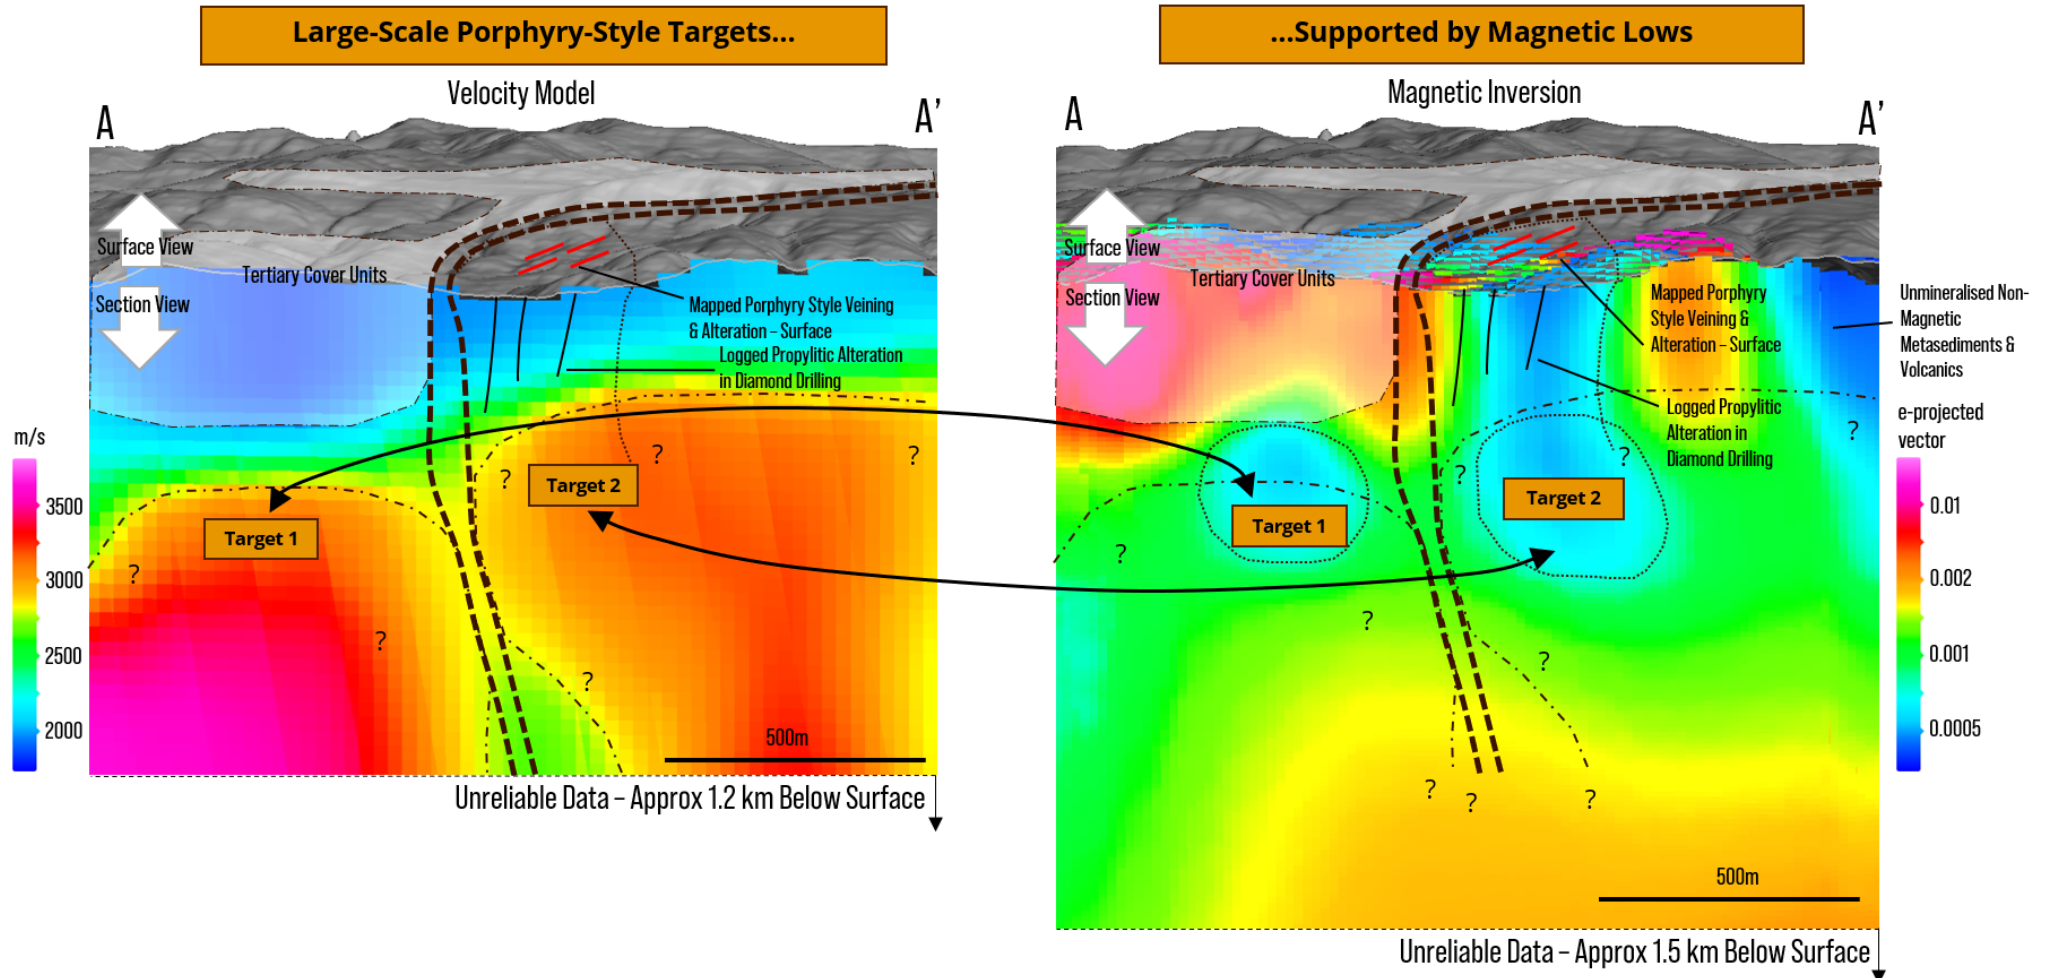 Large-Scale Porphyry-Style Targets...
...Supported by Magnetic Lows
Velocity Model
A
A’
Surface View
Section View
Tertiary Cover Units
Mapped Porphyry Style Veining
& Alteration – Surface
Logged Propylitic Alteration
in Diamond Drilling
m/s
3500
3000
2500
2000
?
?
?
?
?
?
Target 1
Target 2
500m
Unreliable Data – Approx 1.2 km Below Surface
Magnetic Inversion
A
A’
Surface View
Section View
Tertiary Cover Units
Mapped Porphyry
Style Veining &
Alteration – Surface
Logged Propylitic
Alteration in
Diamond Drilling
Unmineralised Non-
Magnetic
Metasediments &
Volcanics
e-projected
vector
0.01
0.002
0.001
0.0005
?
?
?
?
?
?
?
?
?
Target 1
Target 2
500m
Unreliable Data – Approx 1.5 km Below Surface